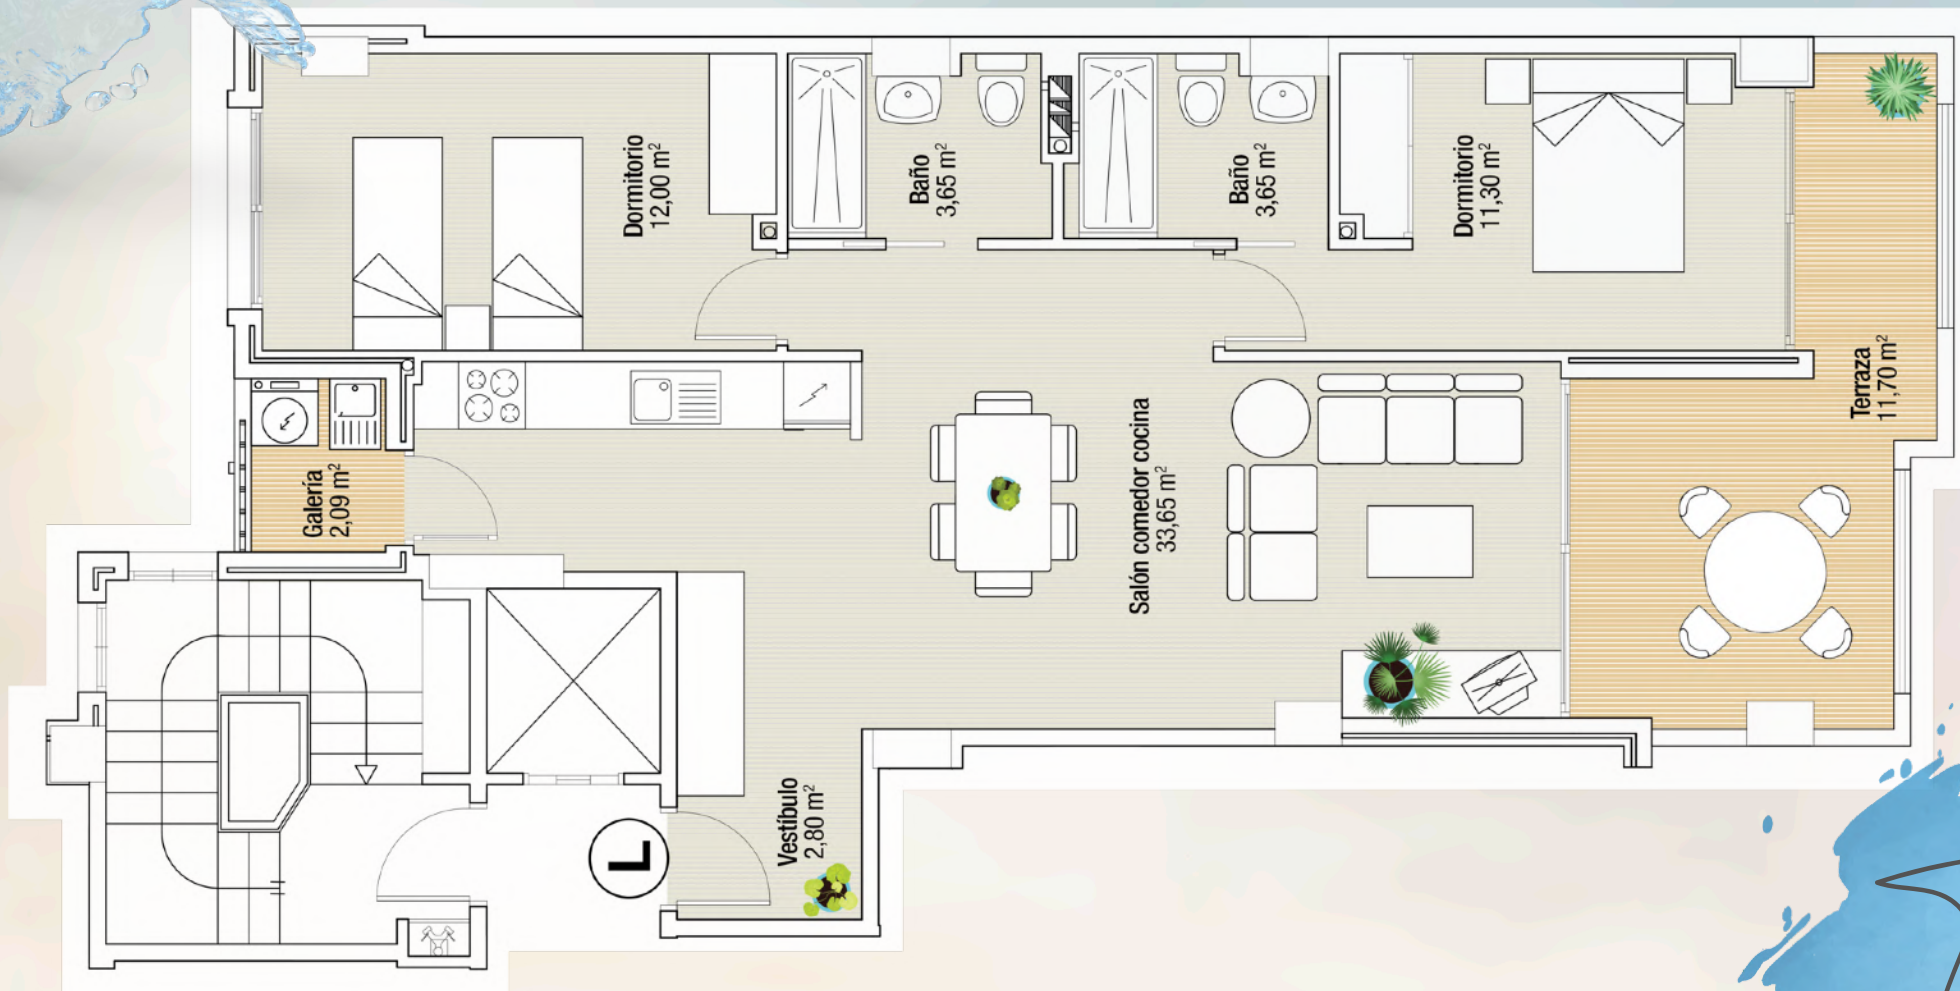 Dormitorio
12,00 m²
Baño
3,65 m²
Baño
3,65 m²
Dormitorio
11,30 m²
Terraza
11,70 m²
Galería
2,09 m²
Salón comedor cocina
33,65 m²
Vestíbulo
2,80 m²
L